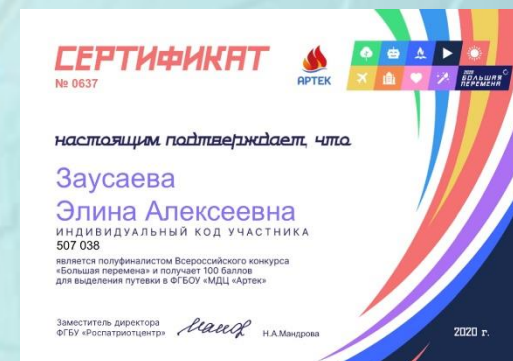 СЕРТИФИКАТ
№ 0637
АРТЕК
2020
БОЛЬШАЯ
ПЕРЕМЕНА
настоящим подтверждает, что
Заусаева
Элина Алексеевна
ИНДИВИДУАЛЬНЫЙ КОД УЧАСТНИКА
507 038
является полуфиналистом Всероссийского конкурса
«Большая перемена» и получает 100 баллов
для выделения путевки в ФГБОУ «МДЦ «Артек»
Заместитель директора
ФГБУ «Роспатриотцентр»
Н.А.Мандрова
2020 г.